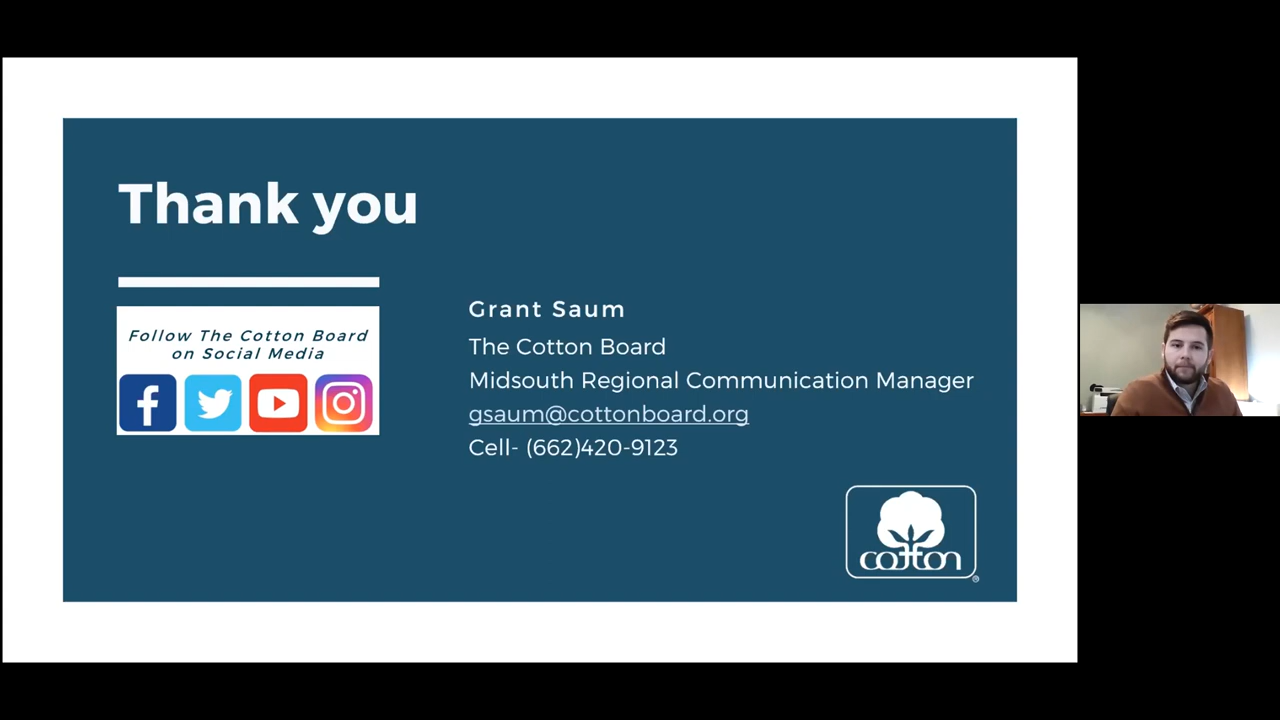 Thank you
Follow The Cotton Board
on Social Media
Grant Saum
The Cotton Board
Midsouth Regional Communication Manager
gsaum@cottonboard.org
Cell- (662)420-9123
cotton
®